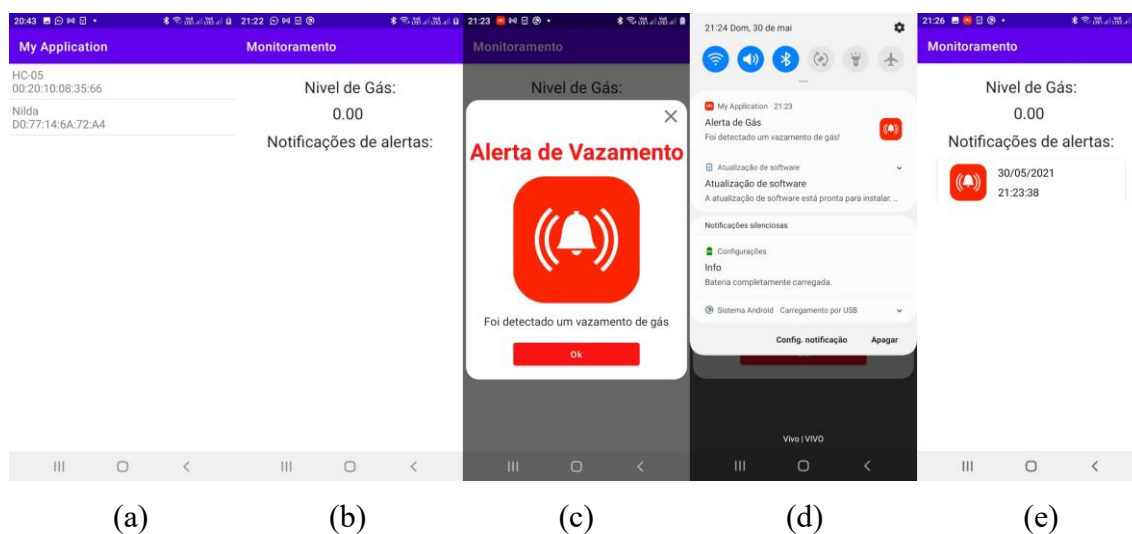 20:43
My Application
HC-05
00:20:10:08:35:66
Nilda
D0:77:14:6A:72:A4
21:22
Monitoramento
Nivel de Gás:
0.00
Notificações de alertas:
21:23
Monitoramento
Nivel de Gás:
Alerta de Vazamento
Foi detectado um vazamento de gás
Ok
21:24 Dom, 30 de mai
My Application 21:23
Alerta de Gás
Foi detectado um vazamento de gás!
Atualização de software
Atualização de software
A atualização de software está pronta para instalar. ..
Notificações silenciosas
Configurações
Info
Bateria completamente carregada.
Sistema Android Carregamento por USB
Config. notificação Apagar
Vivo | VIVO
21:26
Monitoramento
Nivel de Gás:
0.00
Notificações de alertas:
30/05/2021
21:23:38
(a) (b) (c) (d) (e)